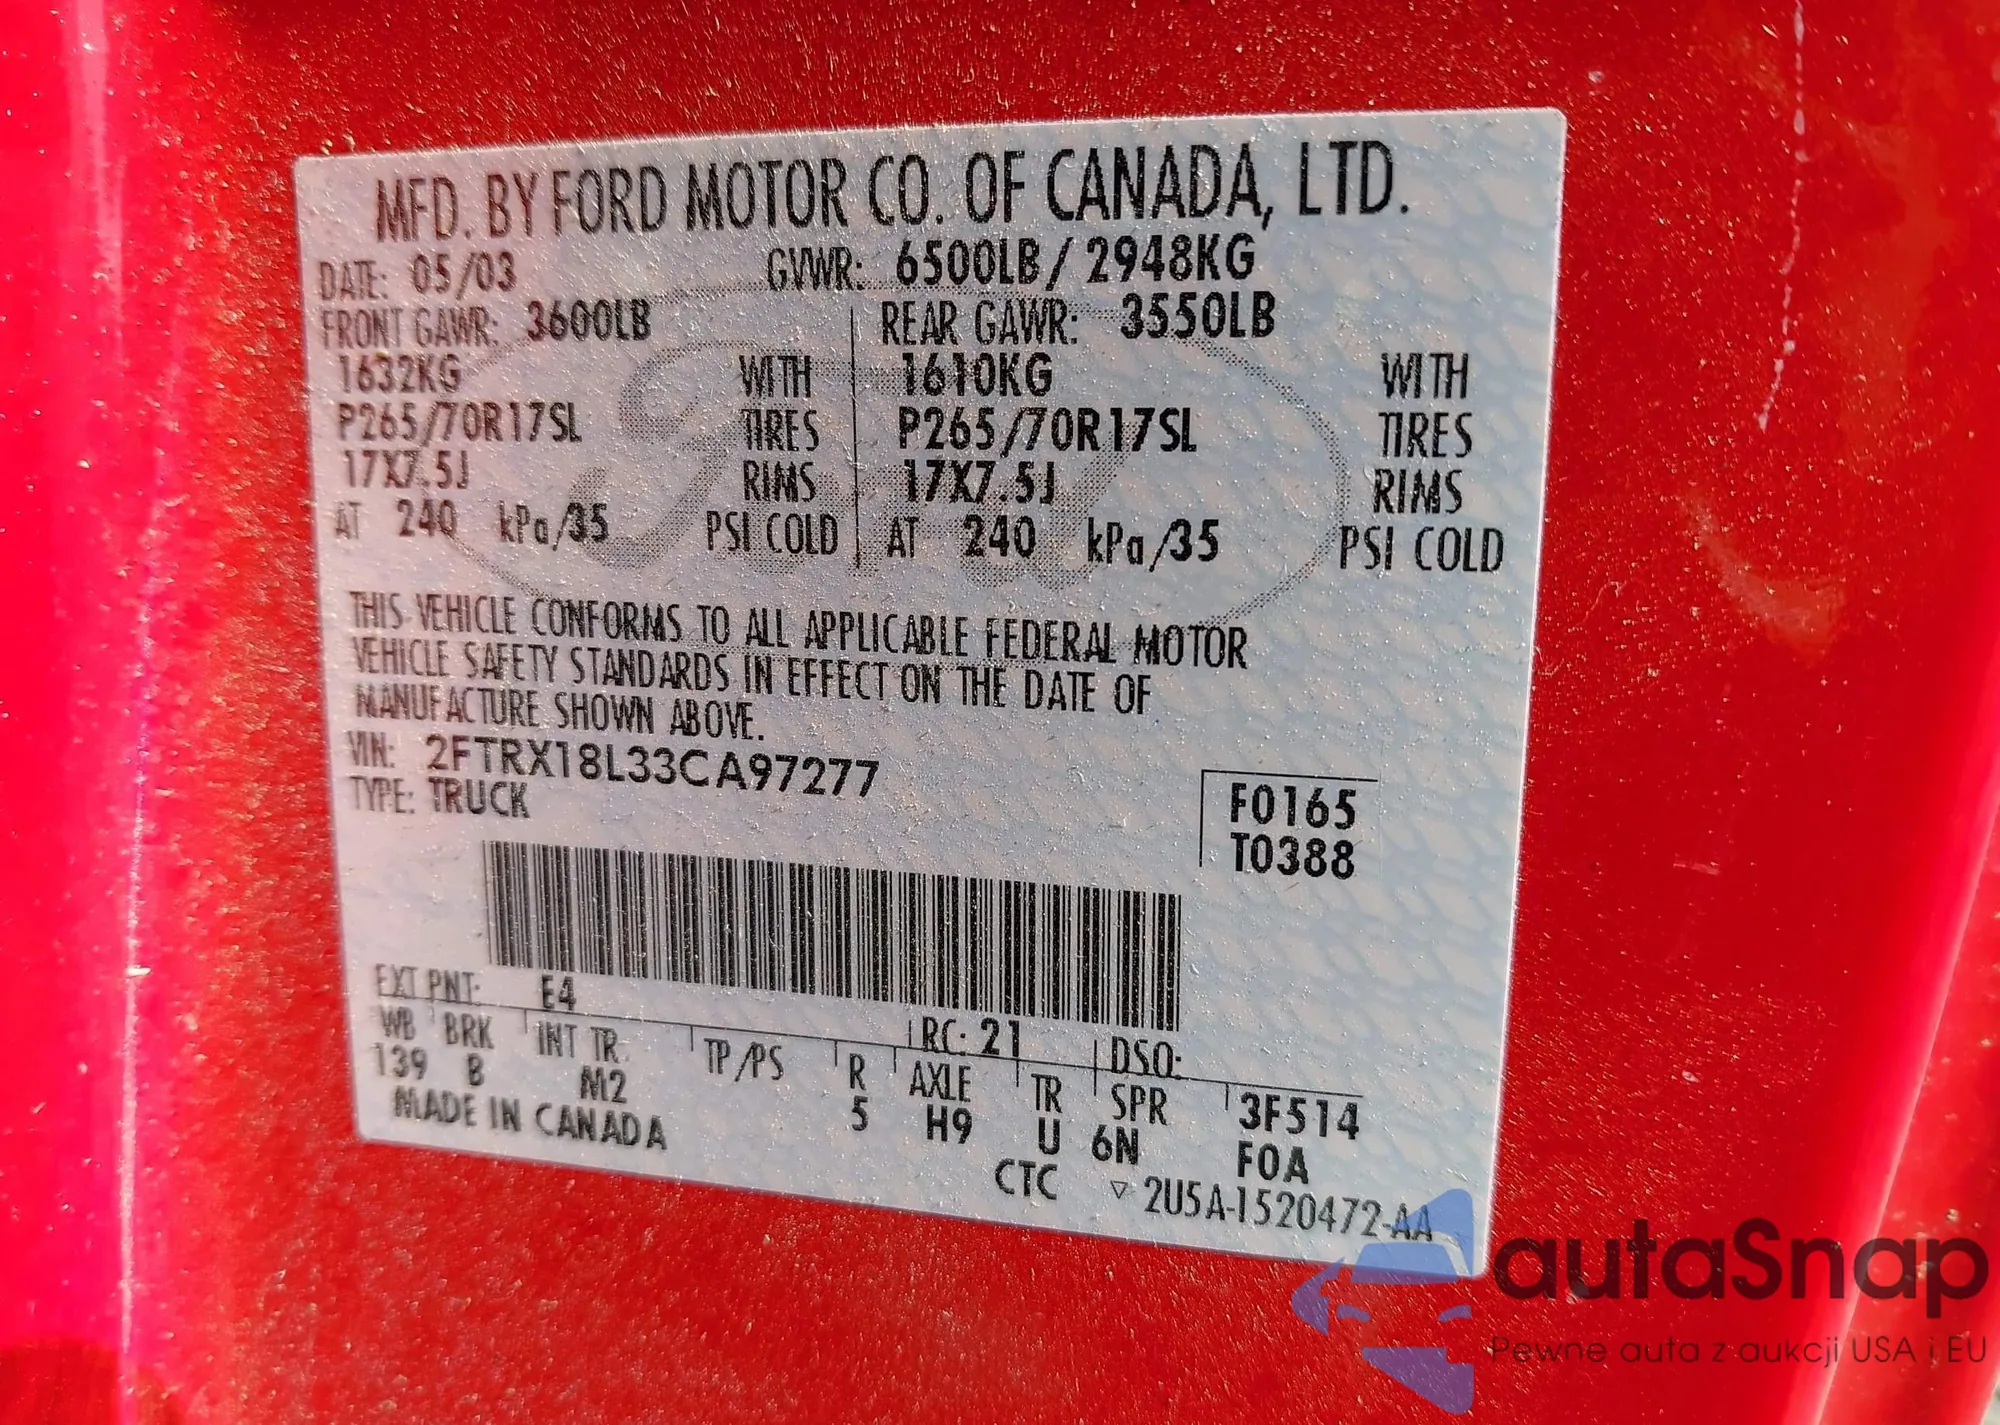 MFD. BY FORD MOTOR CO. OF CANADA, LTD.
DATE: 05/03 GVWR: 6500LB/2948KG
FRONT GAWR: 3600LB REAR GAWR: 3550LB
1632KG WITH 1610KG WITH
P265/70R17SL TIRES P265/70R17SL TIRES
17X7.5J RIMS 17X7.5J RIMS
AT 240 kPa/35 PSI COLD AT 240 kPa/35 PSI COLD
THIS VEHICLE CONFORMS TO ALL APPLICABLE FEDERAL MOTOR
VEHICLE SAFETY STANDARDS IN EFFECT ON THE DATE OF
MANUFACTURE SHOWN ABOVE.
VIN: 2FTRX18L33CA97277
TYPE: TRUCK
F0165
T0388
EXT PNT: E4 RC: 21 DSO:
WB BRK INT TR TP/PS R AXLE TR SPR 3F514
139 B M2 5 H9 U 6N F0A
MADE IN CANADA CTC ▽ 2U5A-1520472-AA
autaSnap
Pewne auta z aukcji USA i EU